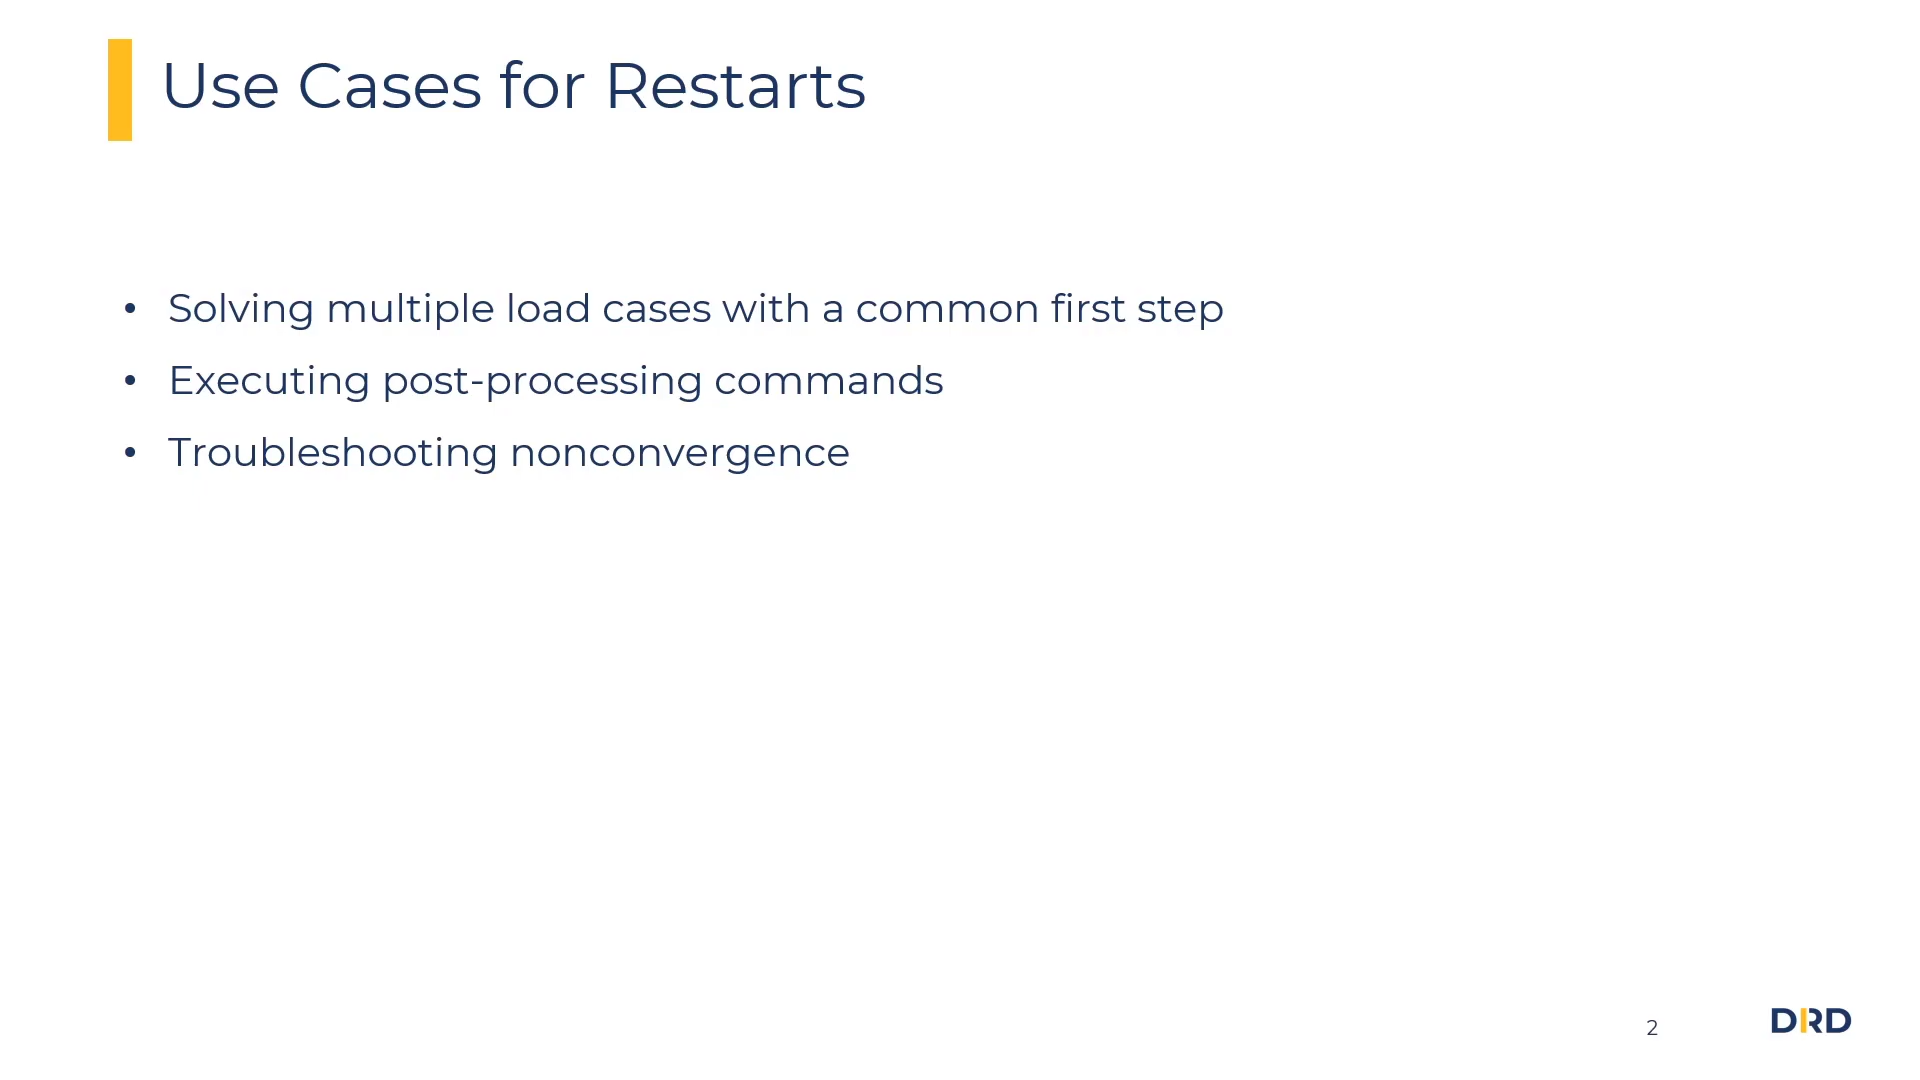 Use Cases for Restarts
• Solving multiple load cases with a common first step
• Executing post-processing commands
• Troubleshooting nonconvergence
2
DRD